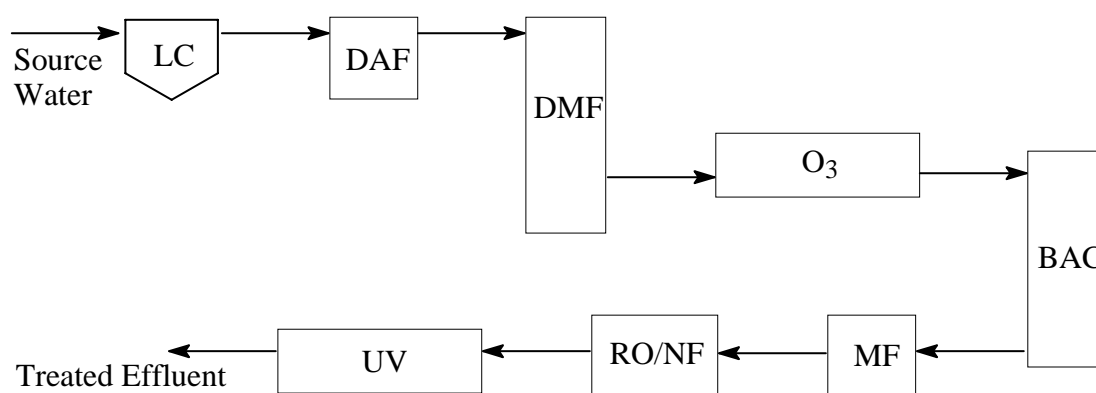 Source
Water
LC
DAF
DMF
O3
BAC
MF
RO/NF
UV
Treated Effluent